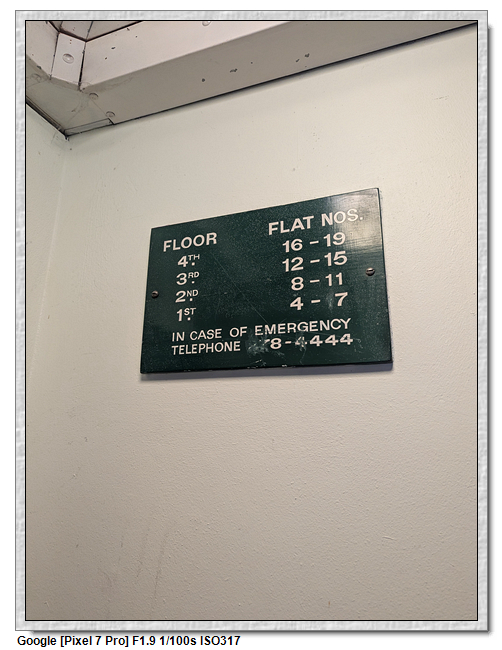 FLOOR FLAT NOS.
4TH 16-19
3RD 12-15
2ND 8-11
1ST 4-7
IN CASE OF EMERGENCY
TELEPHONE 8-4444
Google [Pixel 7 Pro] F1.9 1/100s ISO317